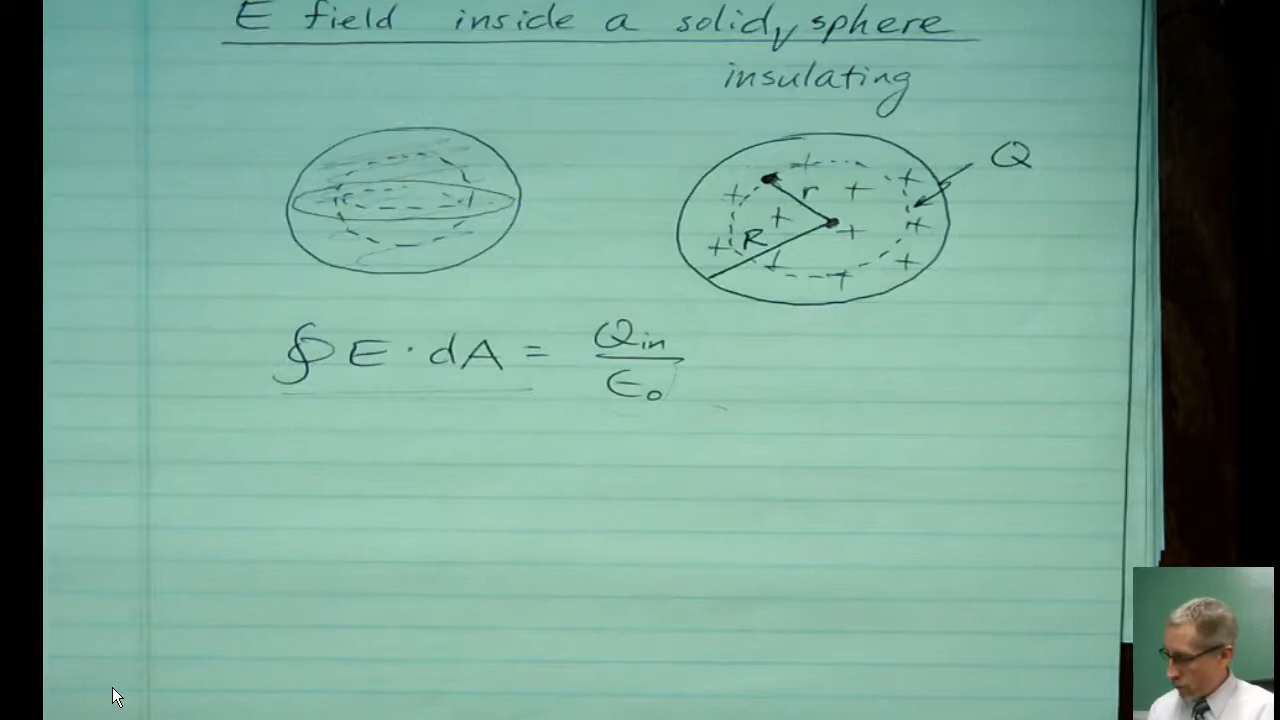 E field inside a solid sphere
insulating
Q
r
R
+ + + + + + + + + + + +
∮ E · dA = Qin / ϵ0